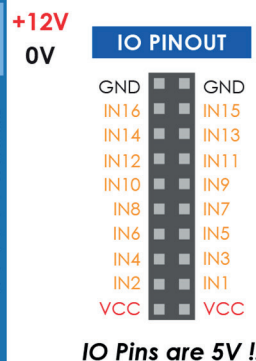 +12V
0V
IO PINOUT
GND GND
IN16 IN15
IN14 IN13
IN12 IN11
IN10 IN9
IN8 IN7
IN6 IN5
IN4 IN3
IN2 IN1
VCC VCC
IO Pins are 5V !!